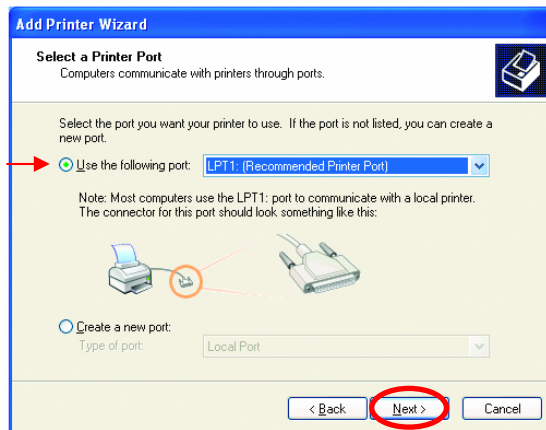 Add Printer Wizard
Select a Printer Port
Computers communicate with printers through ports.
Select the port you want your printer to use. If the port is not listed, you can create a
new port.
Use the following port: LPT1: (Recommended Printer Port)
Note: Most computers use the LPT1: port to communicate with a local printer.
The connector for this port should look something like this:
Create a new port:
Type of port: Local Port
< Back Next > Cancel